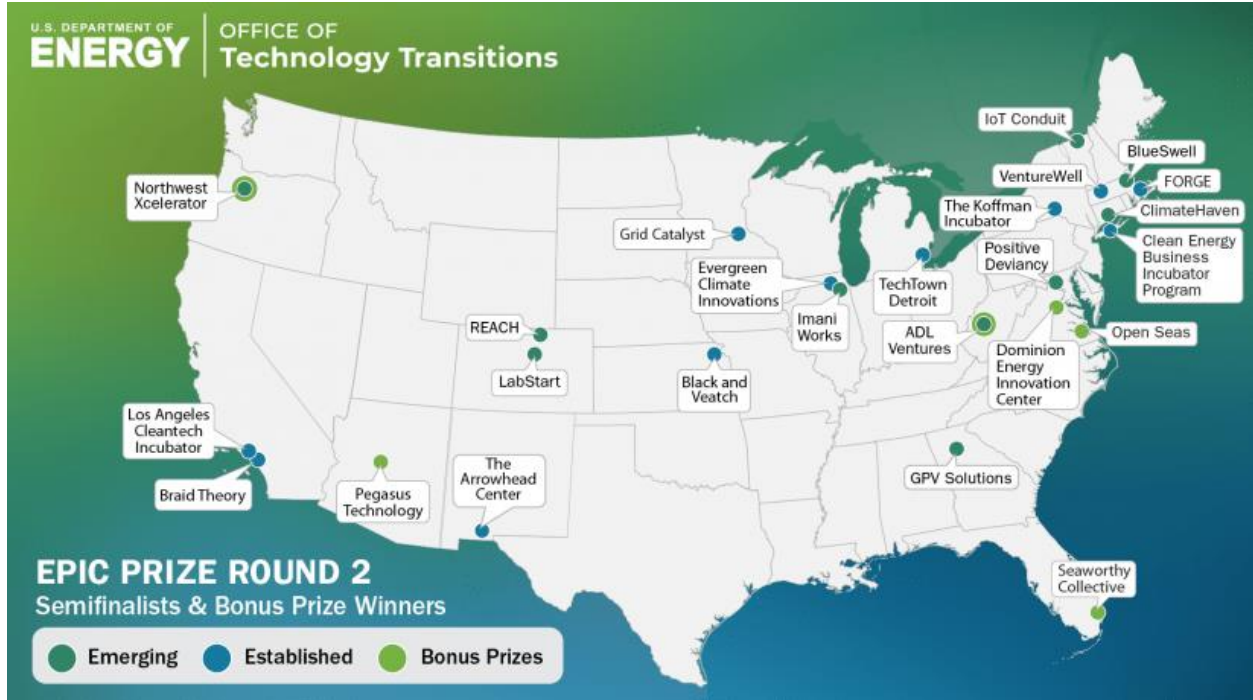 U.S. DEPARTMENT OF
ENERGY
OFFICE OF
Technology Transitions
IoT Conduit
BlueSwell
VentureWell
FORGE
Northwest
Xcelerator
The Koffman
Incubator
ClimateHaven
Grid Catalyst
Positive
Deviancy
Clean Energy
Business
Incubator
Program
Evergreen
Climate
Innovations
TechTown
Detroit
REACH
Imani
Works
ADL
Ventures
Open Seas
LabStart
Black and
Veatch
Dominion
Energy
Innovation
Center
Los Angeles
Cleantech
Incubator
Braid Theory
Pegasus
Technology
The
Arrowhead
Center
GPV Solutions
EPIC PRIZE ROUND 2
Semifinalists & Bonus Prize Winners
Seaworthy
Collective
Emerging
Established
Bonus Prizes